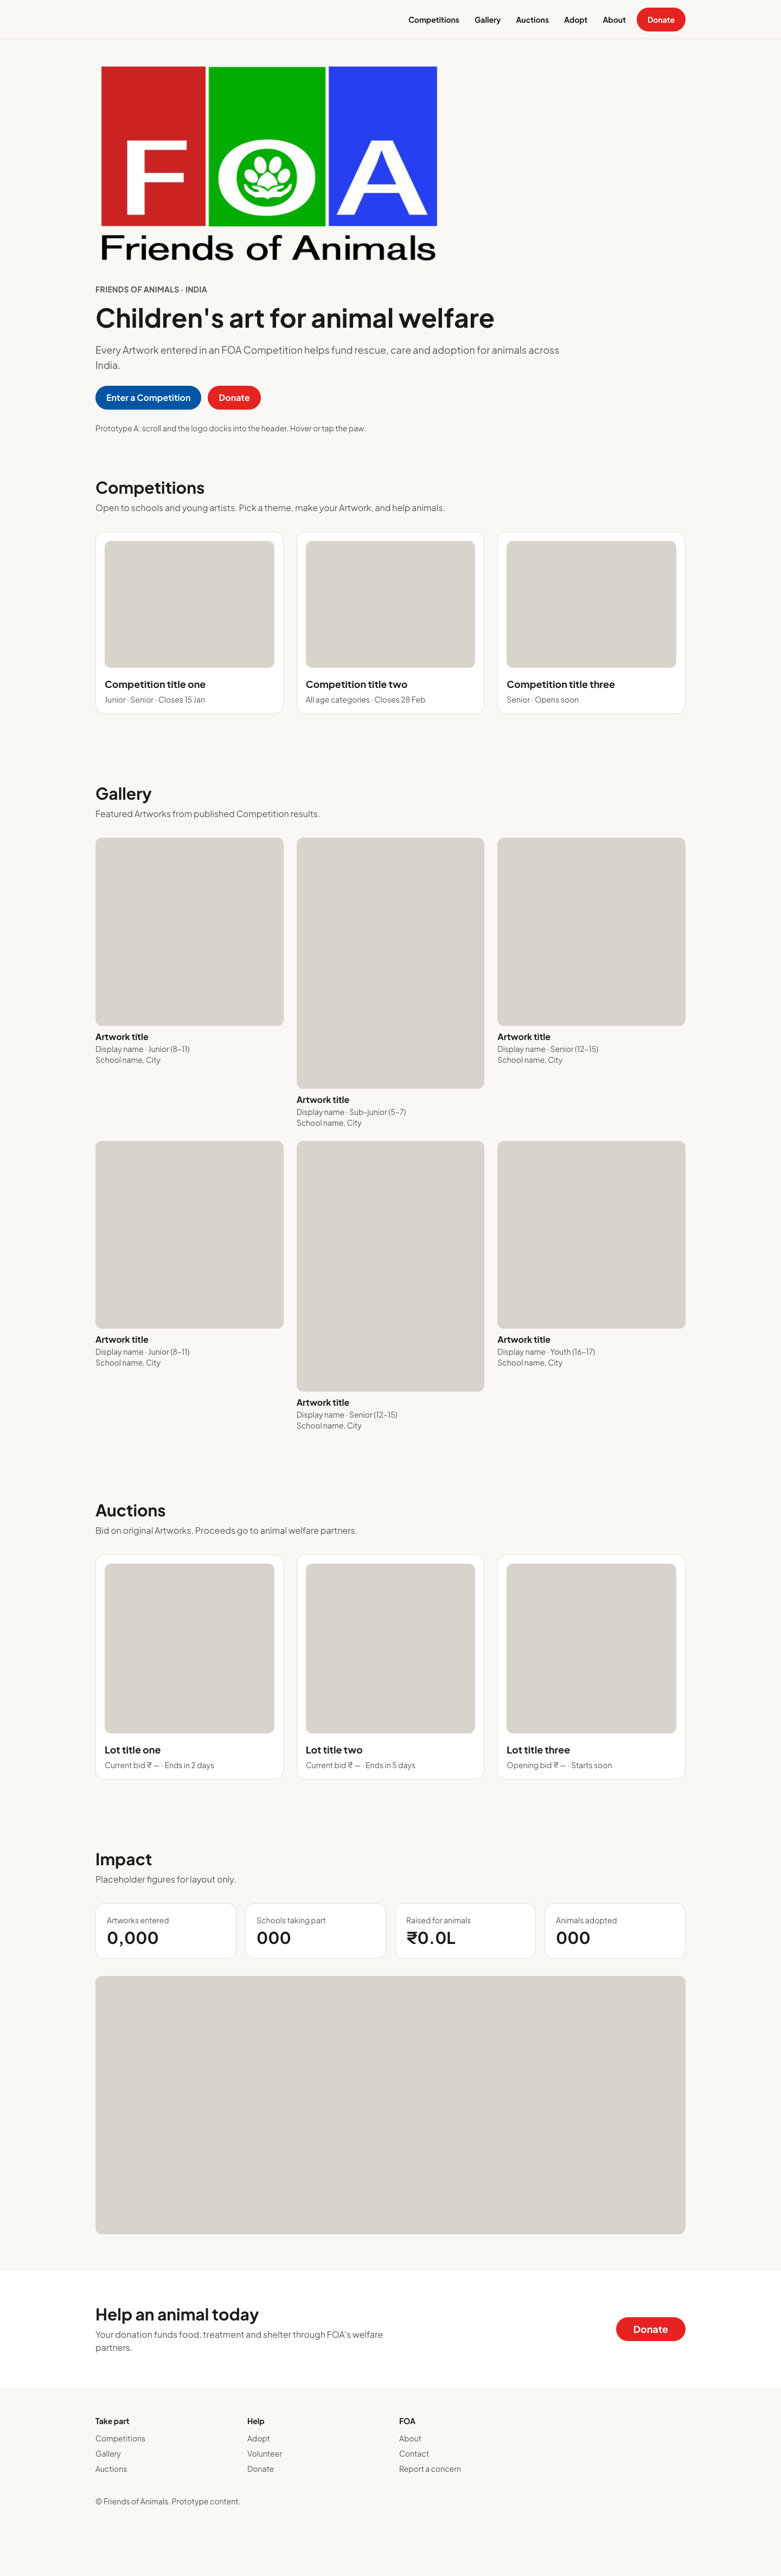 Competitions Gallery Auctions Adopt About Donate
FOA
Friends of Animals
FRIENDS OF ANIMALS · INDIA
Children's art for animal welfare
Every Artwork entered in an FOA Competition helps fund rescue, care and adoption for animals across
India.
Enter a Competition Donate
Prototype A: scroll and the logo docks into the header. Hover or tap the paw.
Competitions
Open to schools and young artists. Pick a theme, make your Artwork, and help animals.
Competition title one
Junior · Senior · Closes 15 Jan
Competition title two
All age categories · Closes 28 Feb
Competition title three
Senior · Opens soon
Gallery
Featured Artworks from published Competition results.
Artwork title
Display name · Junior (8–11)
School name, City
Artwork title
Display name · Sub-junior (5–7)
School name, City
Artwork title
Display name · Senior (12–15)
School name, City
Artwork title
Display name · Junior (8–11)
School name, City
Artwork title
Display name · Senior (12–15)
School name, City
Artwork title
Display name · Youth (16–17)
School name, City
Auctions
Bid on original Artworks. Proceeds go to animal welfare partners.
Lot title one
Current bid ₹ — · Ends in 2 days
Lot title two
Current bid ₹ — · Ends in 5 days
Lot title three
Opening bid ₹ — · Starts soon
Impact
Placeholder figures for layout only.
Artworks entered
0,000
Schools taking part
000
Raised for animals
₹0.0L
Animals adopted
000
Help an animal today
Your donation funds food, treatment and shelter through FOA's welfare
partners.
Donate
Take part
Competitions
Gallery
Auctions
Help
Adopt
Volunteer
Donate
FOA
About
Contact
Report a concern
© Friends of Animals. Prototype content.